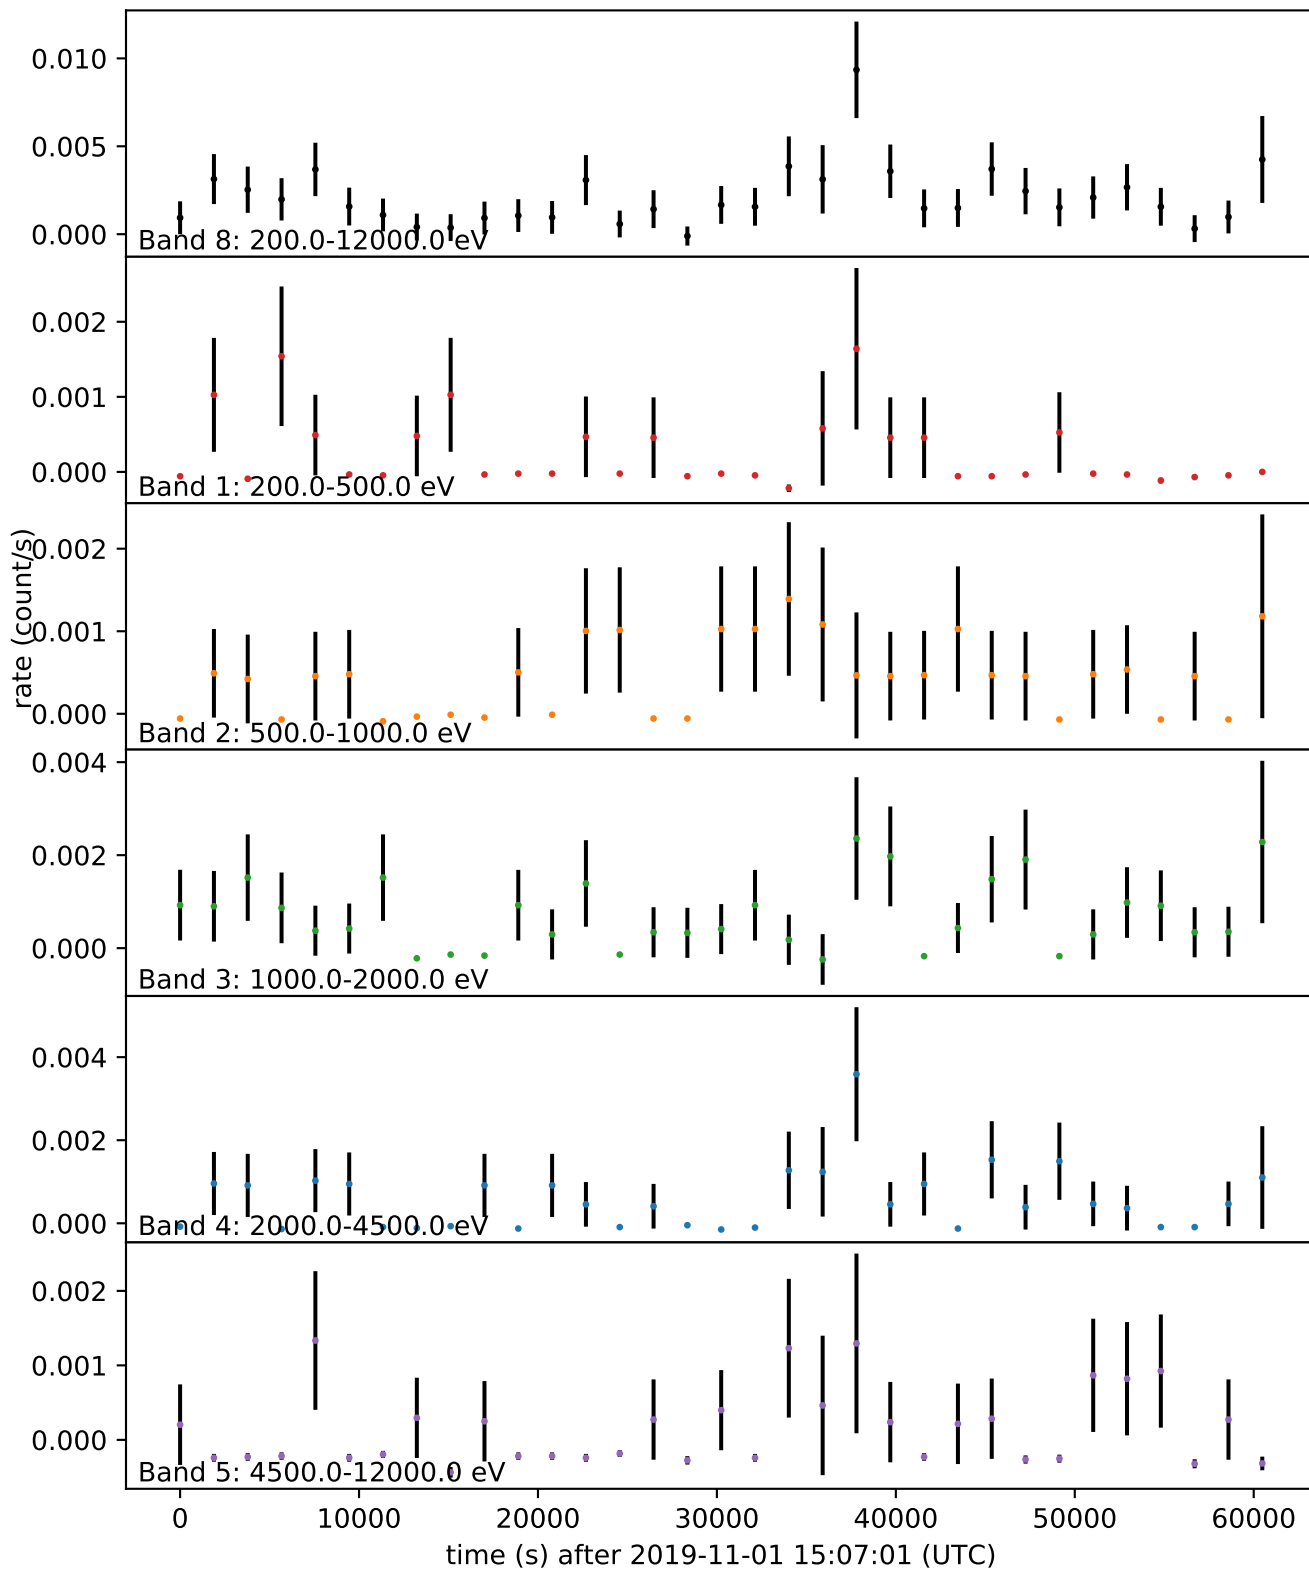 0.010
0.005
0.000
Band 8: 200.0-12000.0 eV
0.002
0.001
0.000
Band 1: 200.0-500.0 eV
rate (count/s)
0.002
0.001
0.000
Band 2: 500.0-1000.0 eV
0.004
0.002
0.000
Band 3: 1000.0-2000.0 eV
0.004
0.002
0.000
Band 4: 2000.0-4500.0 eV
0.002
0.001
0.000
Band 5: 4500.0-12000.0 eV
0 10000 20000 30000 40000 50000 60000
time (s) after 2019-11-01 15:07:01 (UTC)